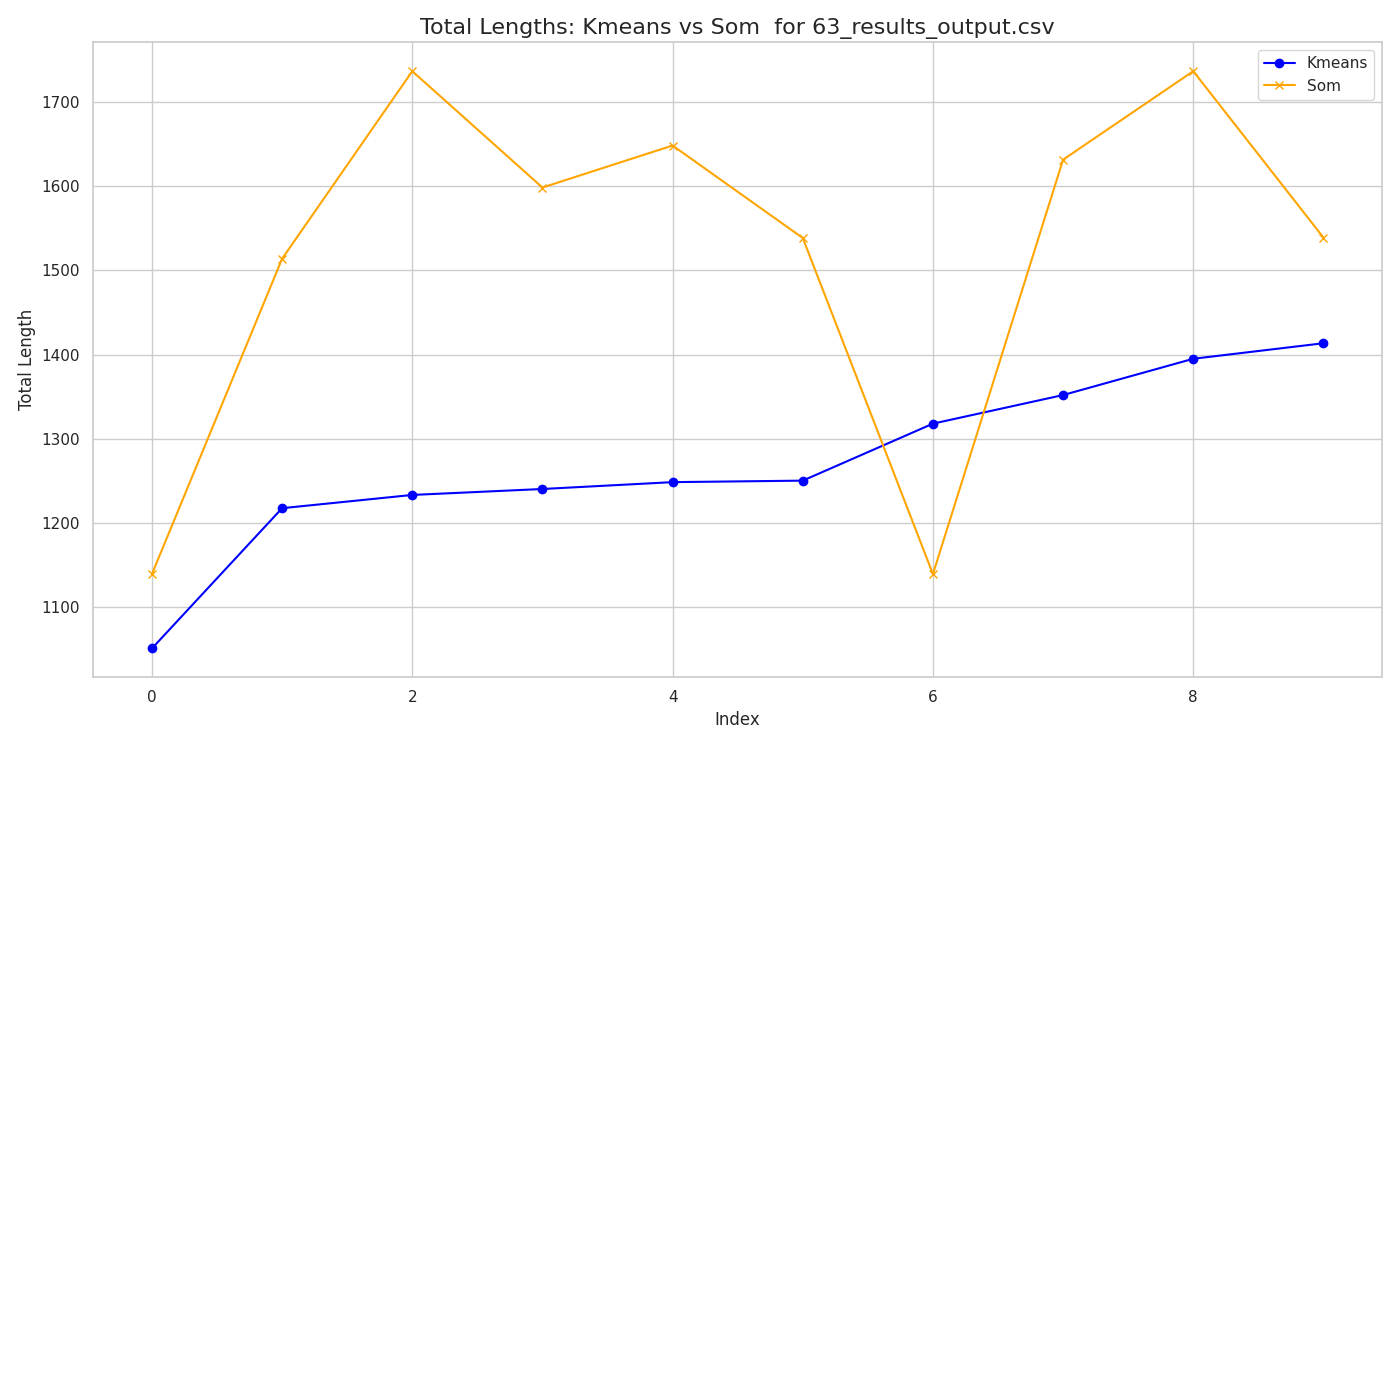 Total Lengths: Kmeans vs Som  for 63_results_output.csv
Kmeans
Som
Total Length
1700
1600
1500
1400
1300
1200
1100
0 2 4 6 8
Index